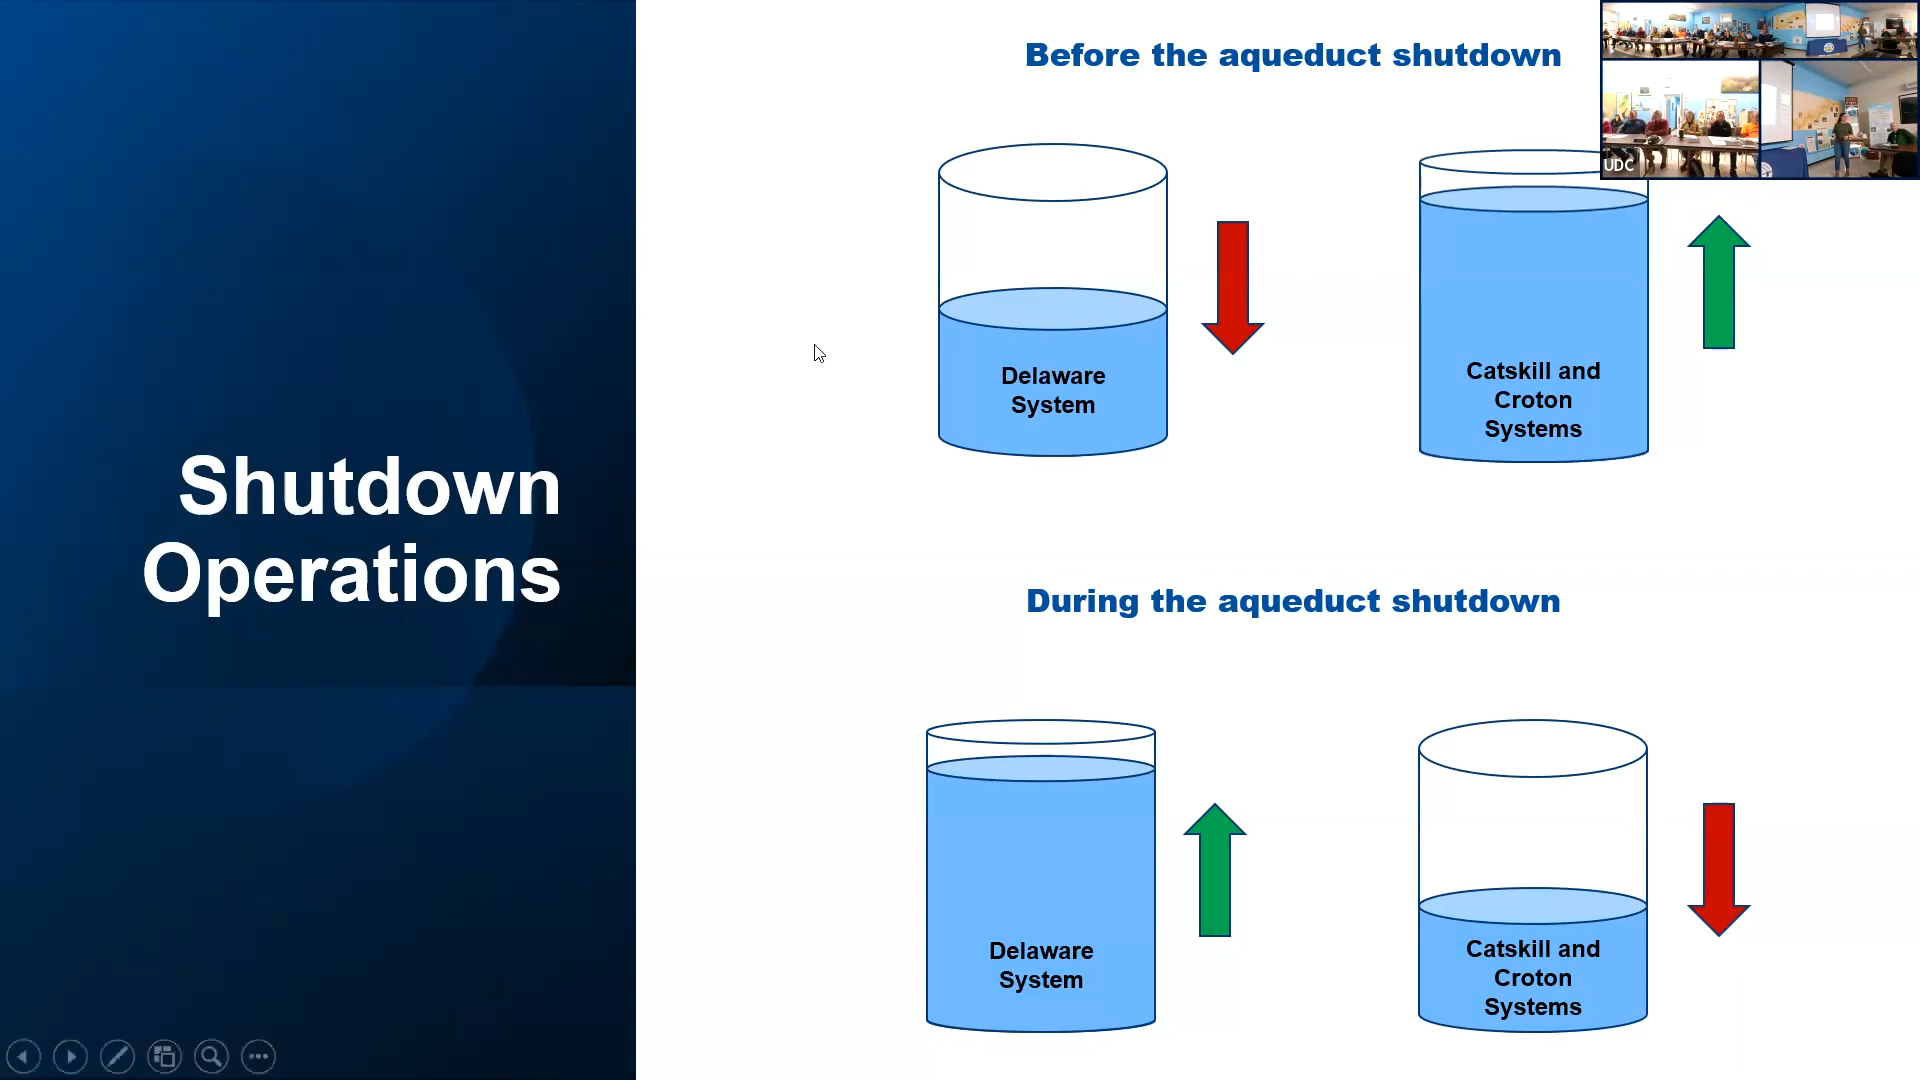 Shutdown
Operations
Before the aqueduct shutdown
Delaware
System
Catskill and
Croton
Systems
During the aqueduct shutdown
Delaware
System
Catskill and
Croton
Systems
UDC